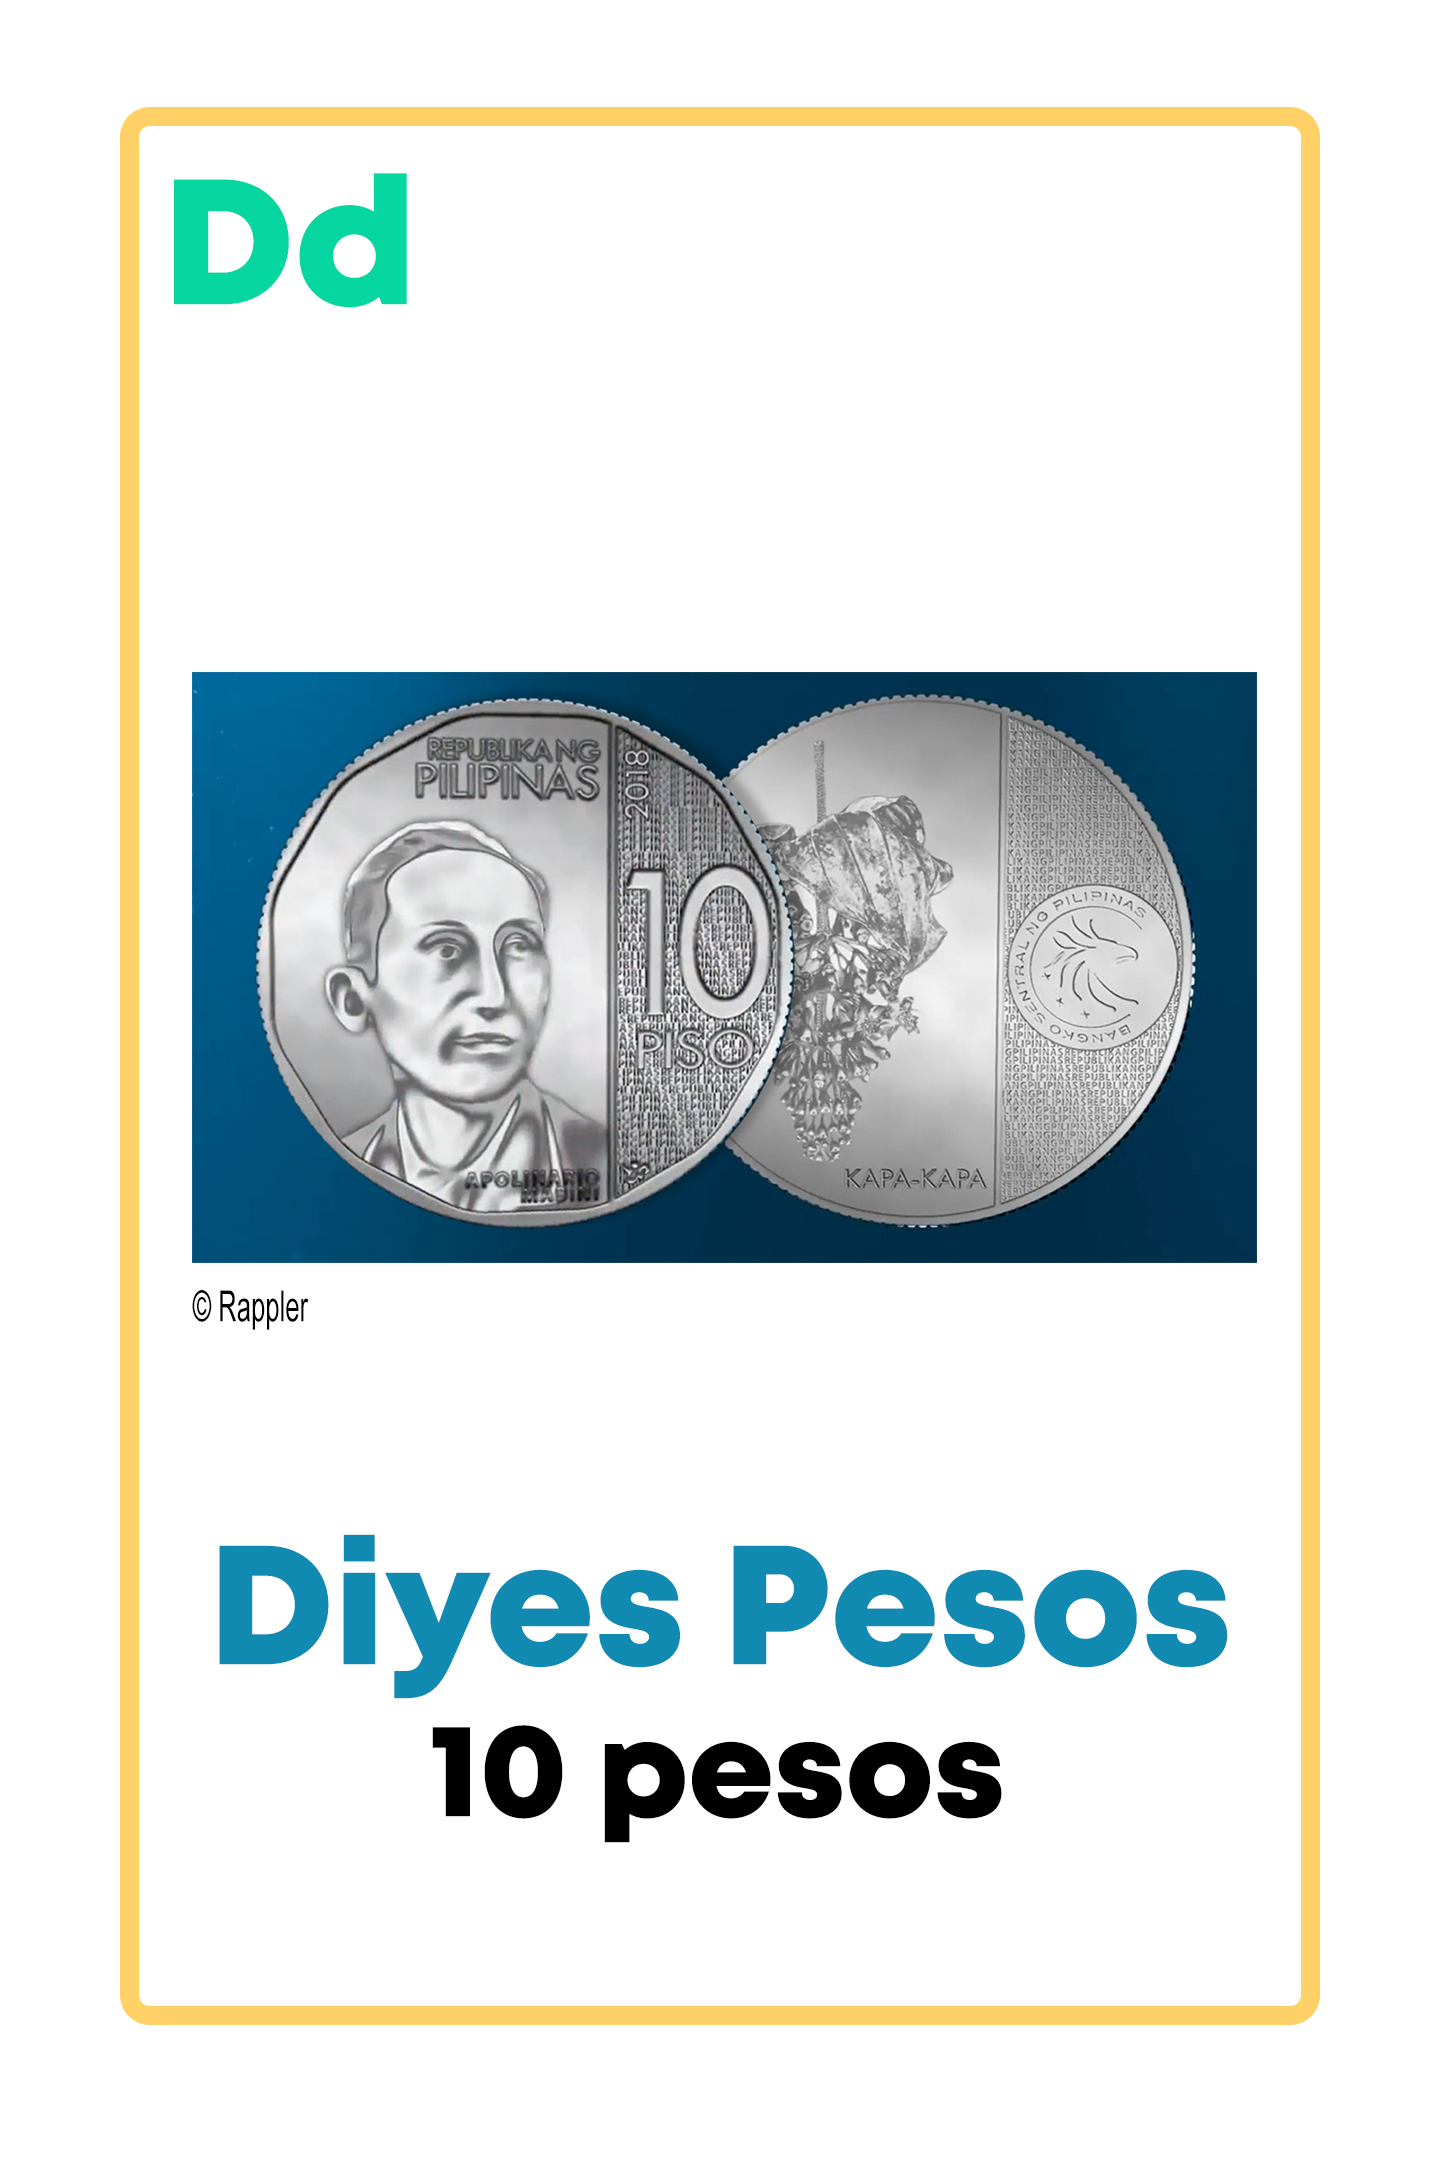 Dd
REPUBLIKA NG
PILIPINAS
2018
10
PISO
APOLINARIO
MABINI
BANGKO SENTRAL NG PILIPINAS
KAPA-KAPA
© Rappler
Diyes Pesos
10 pesos